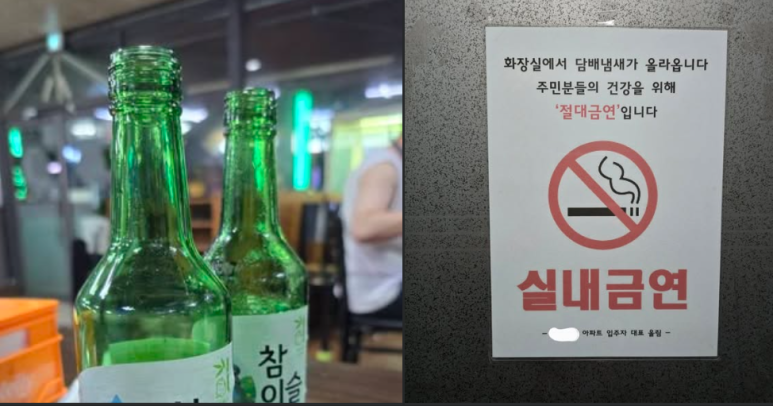 참이슬
화장실에서 담배냄새가 올라옵니다
주민분들의 건강을 위해
‘절대금연’입니다
실내금연
- 아파트 입주자 대표 올림 -